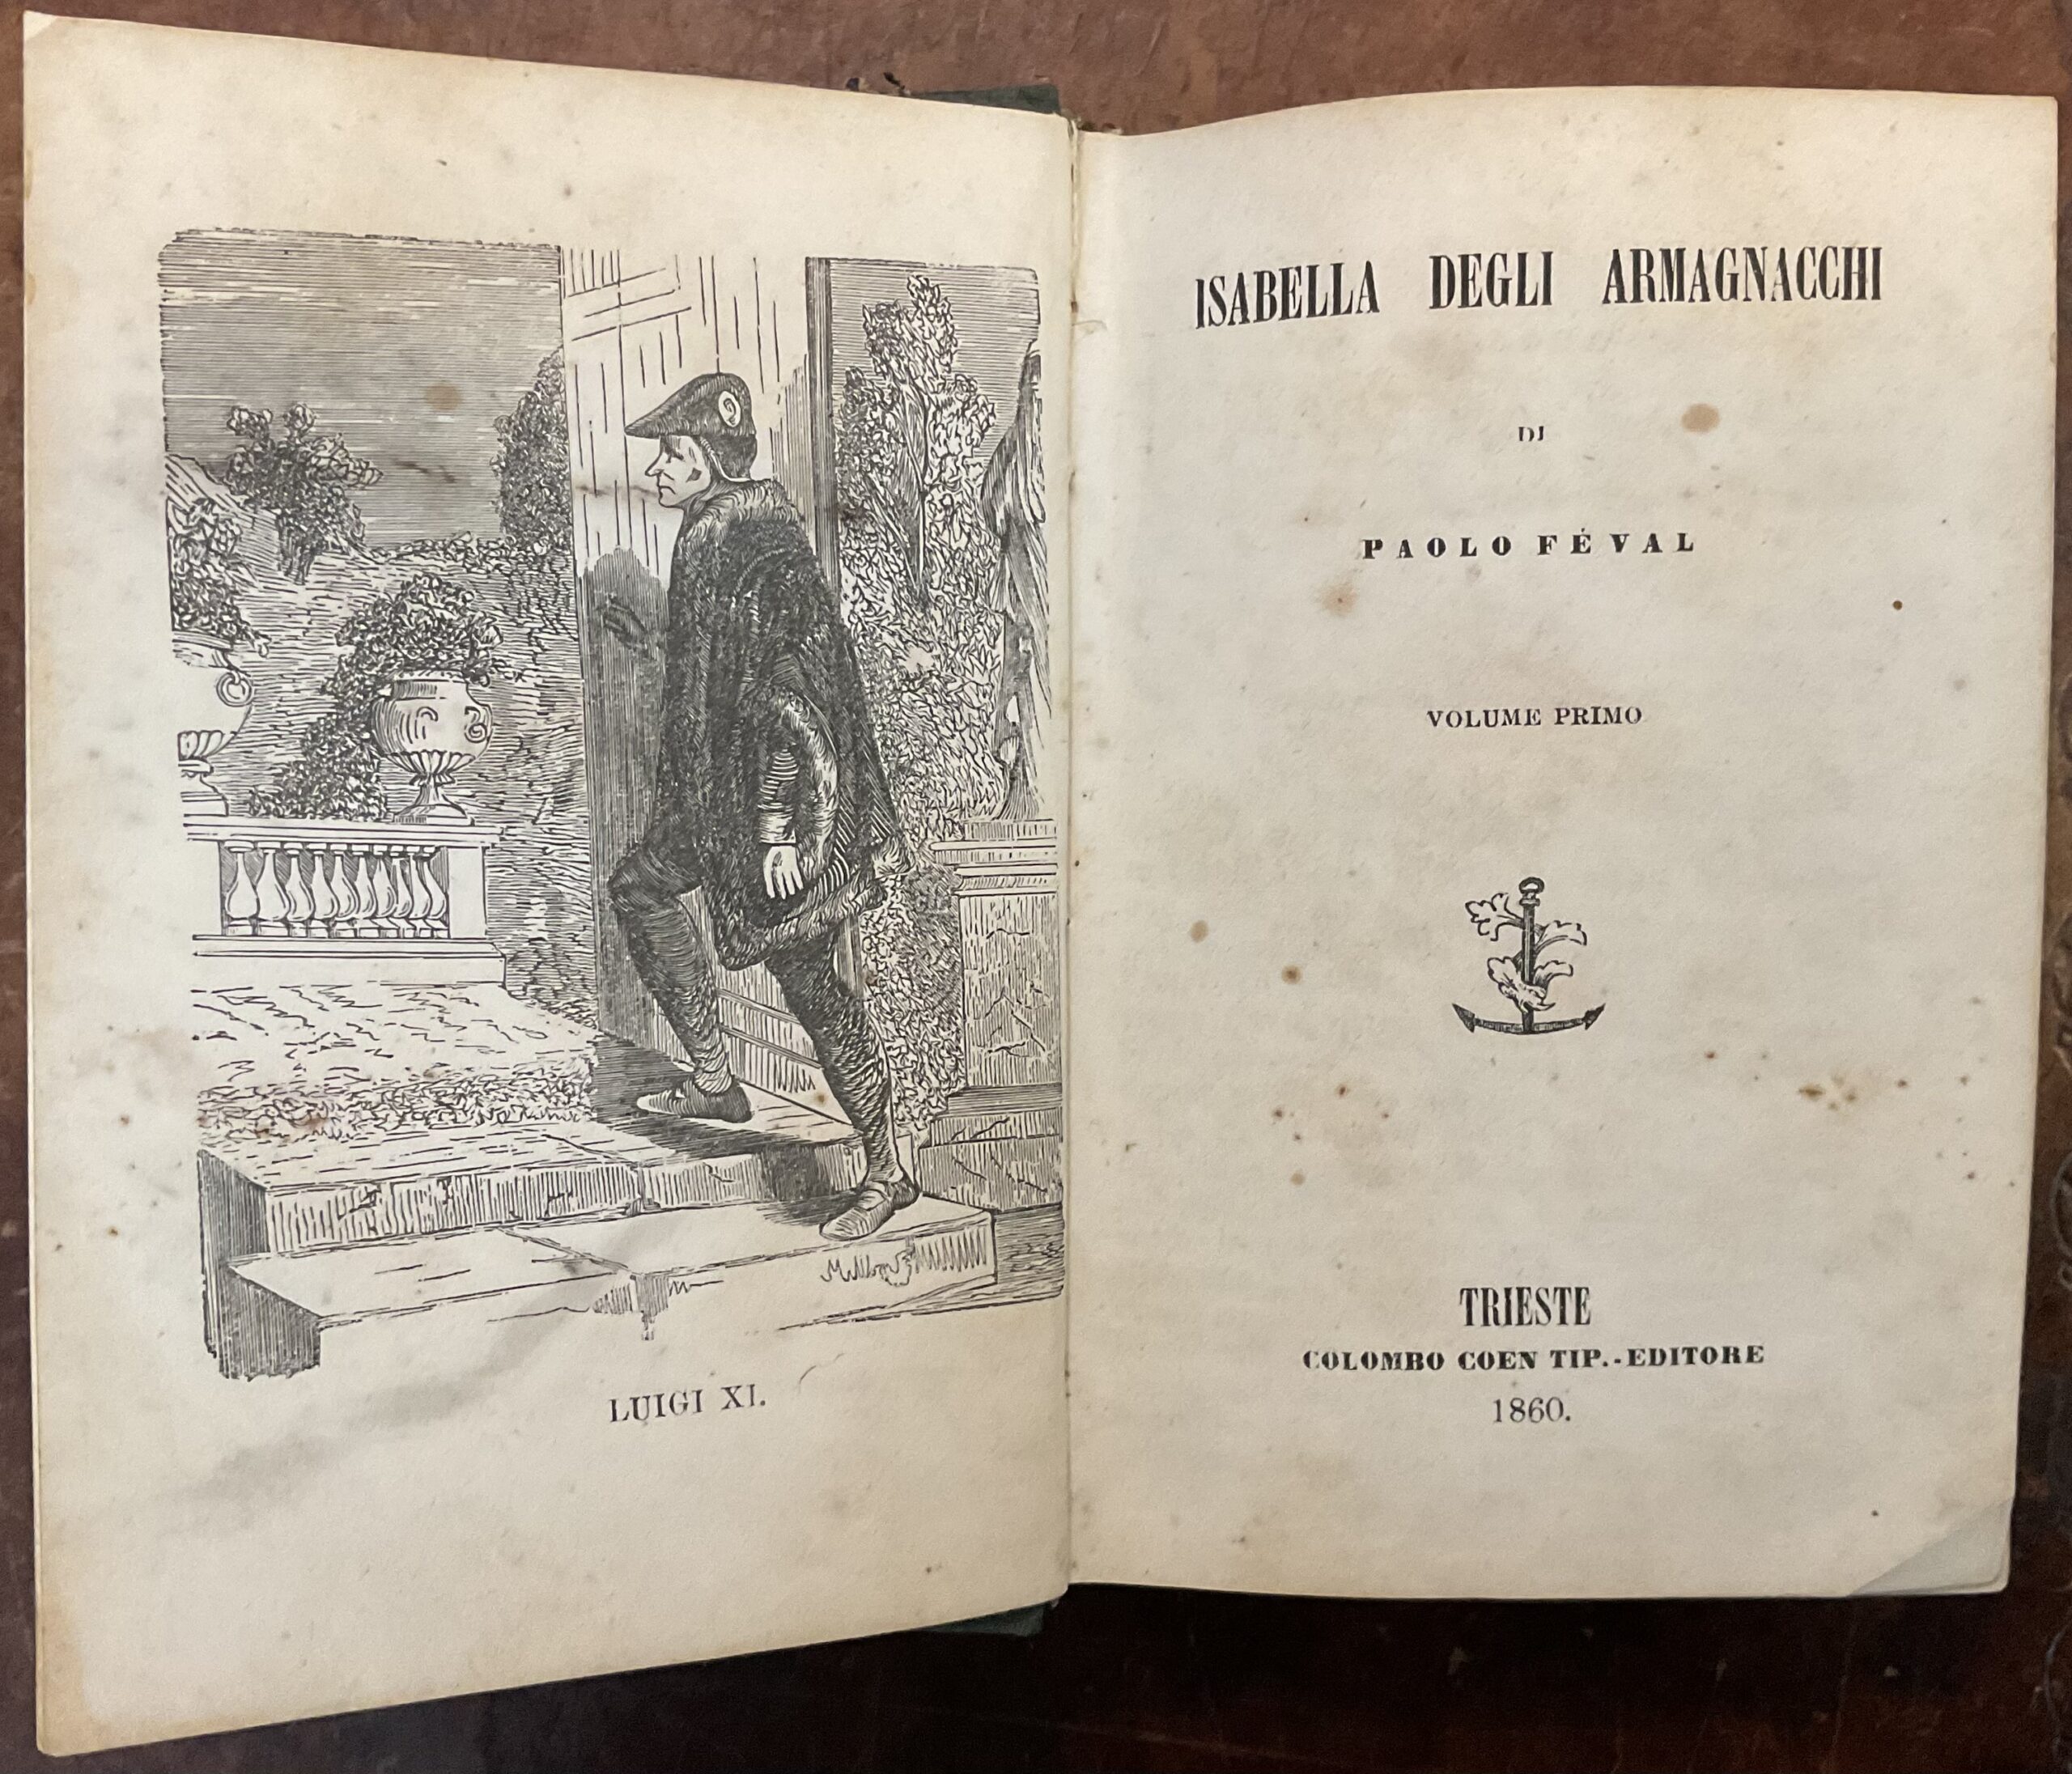 LUIGI XI.
ISABELLA DEGLI ARMAGNACCHI
DI
PAOLO FÉVAL
VOLUME PRIMO
TRIESTE
COLOMBO COEN TIP.-EDITORE
1860.